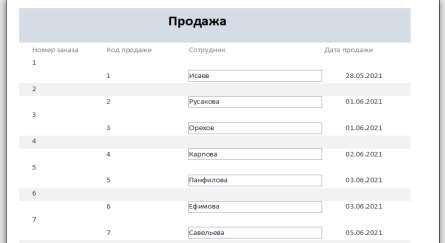 Продажа
Номер заказа Код продажи Сотрудник Дата продажи
1
1 Исаев 28.05.2021
2
2 Русакова 01.06.2021
3
3 Орехов 01.06.2021
4
4 Карпова 02.06.2021
5
5 Панфилова 03.06.2021
6
6 Ефимова 03.06.2021
7
7 Савельева 05.06.2021